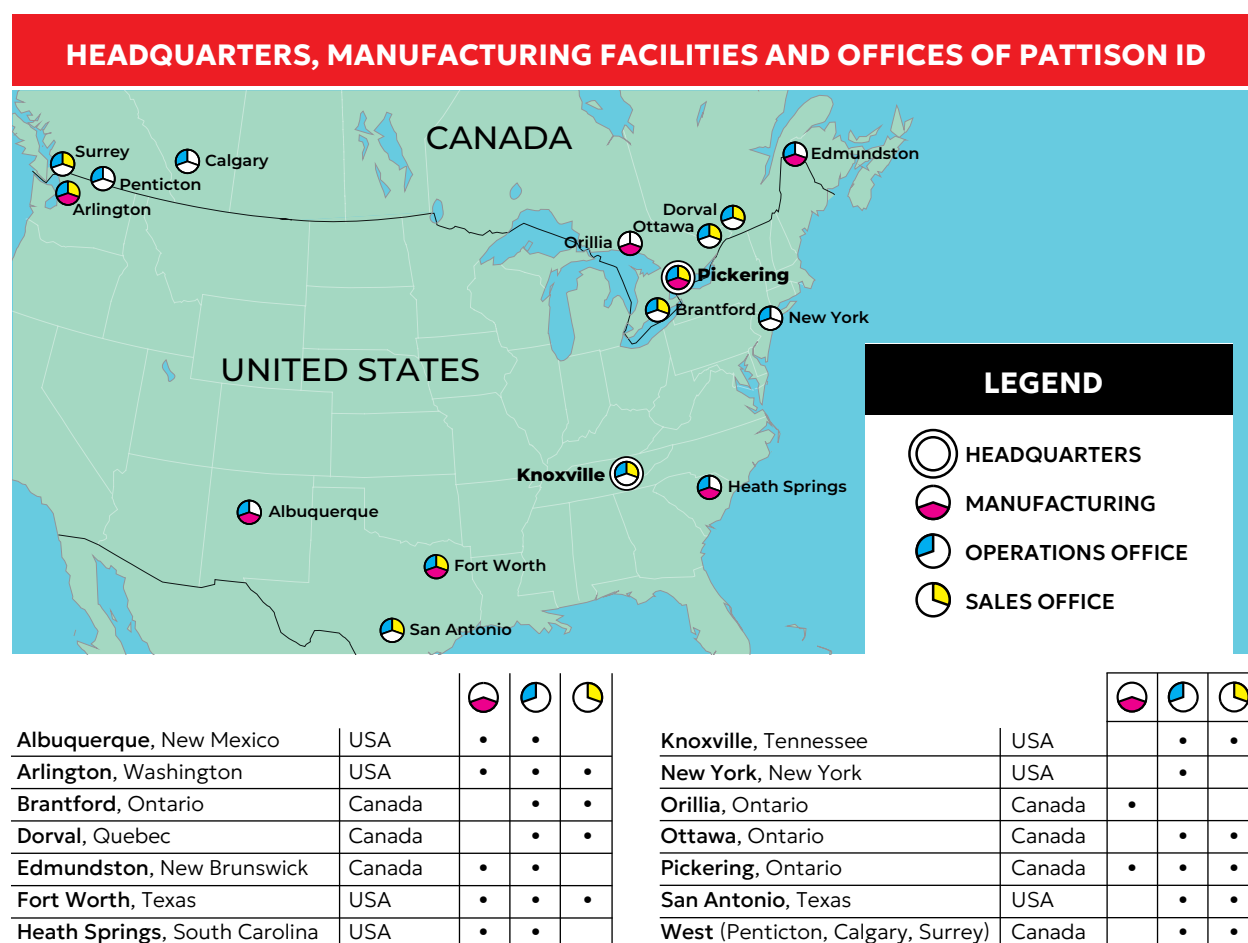 HEADQUARTERS, MANUFACTURING FACILITIES AND OFFICES OF PATTISON ID
CANADA
Surrey
Calgary
Penticton
Arlington
Edmundston
Dorval
Ottawa
Orillia
Pickering
Brantford
New York
UNITED STATES
Knoxville
Heath Springs
Albuquerque
Fort Worth
San Antonio
LEGEND
HEADQUARTERS
MANUFACTURING
OPERATIONS OFFICE
SALES OFFICE
Albuquerque, New Mexico USA • •
Arlington, Washington USA • • •
Brantford, Ontario Canada • •
Dorval, Quebec Canada • •
Edmundston, New Brunswick Canada • •
Fort Worth, Texas USA • • •
Heath Springs, South Carolina USA • •
Knoxville, Tennessee USA • •
New York, New York USA •
Orillia, Ontario Canada •
Ottawa, Ontario Canada • •
Pickering, Ontario Canada • • •
San Antonio, Texas USA • •
West (Penticton, Calgary, Surrey) Canada • •